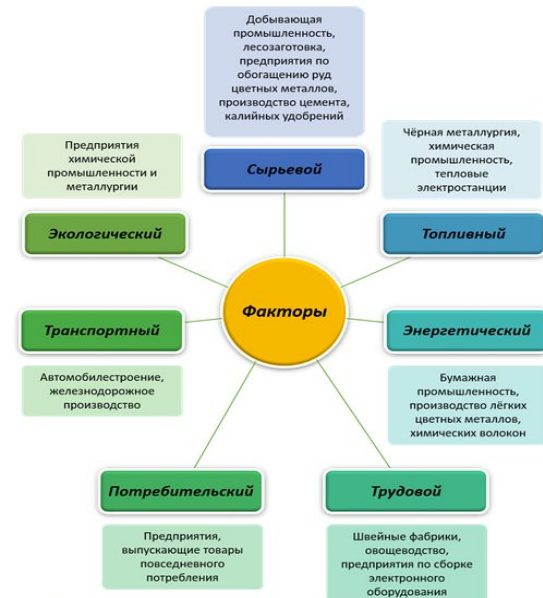 Добывающая
промышленность,
лесозаготовка,
предприятия по
обогащению руд
цветных металлов,
производство цемента,
калийных удобрений
Сырьевой
Предприятия
химической
промышленности и
металлургии
Экологический
Чёрная металлургия,
химическая
промышленность,
тепловые
электростанции
Топливный
Факторы
Транспортный
Автомобилестроение,
железнодорожное
производство
Энергетический
Бумажная
промышленность,
производство лёгких
цветных металлов,
химических волокон
Потребительский
Предприятия,
выпускающие товары
повседневного
потребления
Трудовой
Швейные фабрики,
овощеводство,
предприятия по сборке
электронного
оборудования